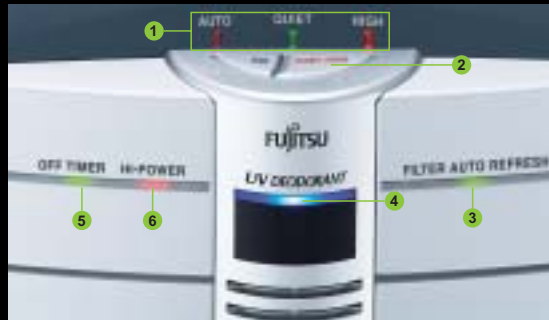 1 AUTO QUIET HIGH
2
FUJITSU
OFF TIMER HI-POWER UV DEODORANT FILTER AUTO REFRESH
5 6 4 3